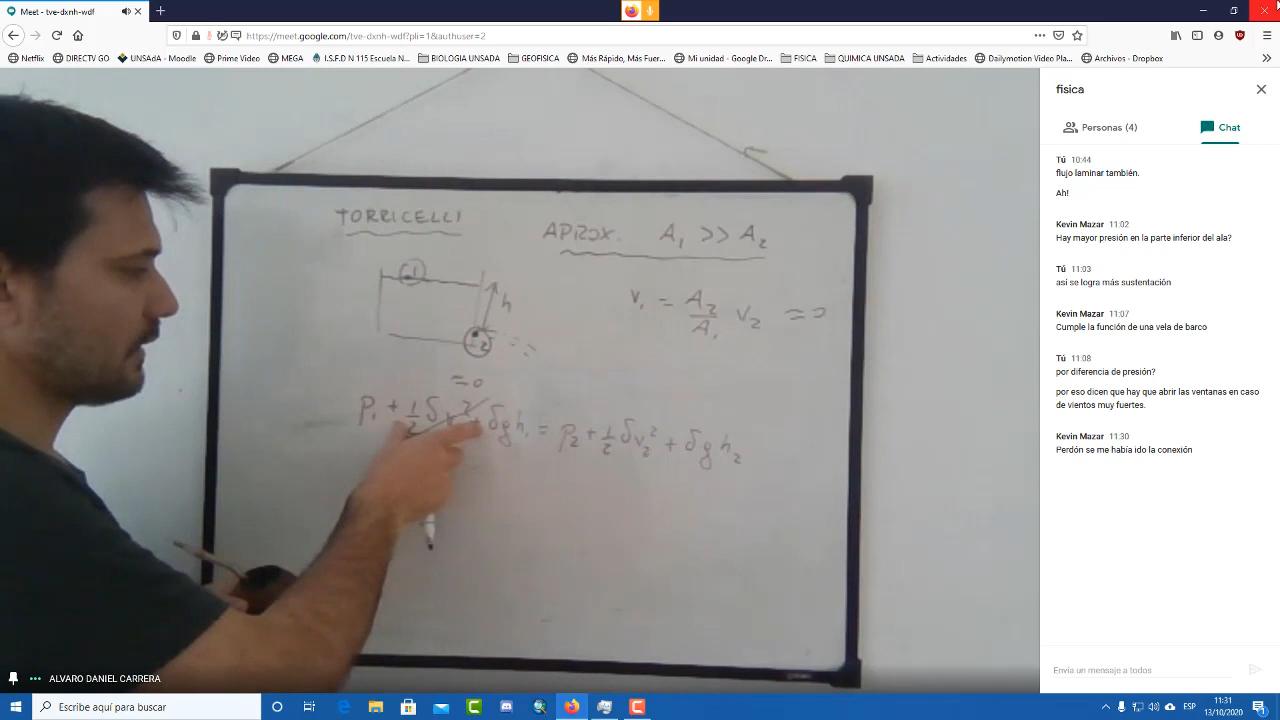 Meet - tve-dxnh-wdf
https://meet.google.com/tve-dxnh-wdf?pli=1&authuser=2
Netflix
DIRECTV GO
UNSAdA - Moodle
Prime Video
MEGA
I.S.F.D N 115 Escuela N...
BIOLOGIA UNSADA
GEOFISICA
Más Rápido, Más Fuer...
Mi unidad - Google Dr...
FISICA
QUIMICA UNSADA
Actividades
Dailymotion Video Pla...
Archivos - Dropbox
TORRICELLI
APROX. A₁ >> A₂
1
h
2
v₁ = A₂/A₁ v₂ ≈ 0
= 0
P₁ + 1/2 δv₁² + δgh₁ = P₂ + 1/2 δv₂² + δgh₂
ALVARO DANIEL CARRERA
fisica
Personas (4)
Chat
Tú 10:44
flujo laminar también.
Ah!
Kevin Mazar 11:02
Hay mayor presión en la parte inferior del ala?
Tú 11:03
asi se logra más sustentación
Kevin Mazar 11:07
Cumple la función de una vela de barco
Tú 11:08
por diferencia de presión?
por eso dicen que hay que abrir las ventanas en caso
de vientos muy fuertes.
Kevin Mazar 11:30
Perdón se me había ido la conexión
Envía un mensaje a todos
Escribe aquí para buscar
ESP
11:31
13/10/2020